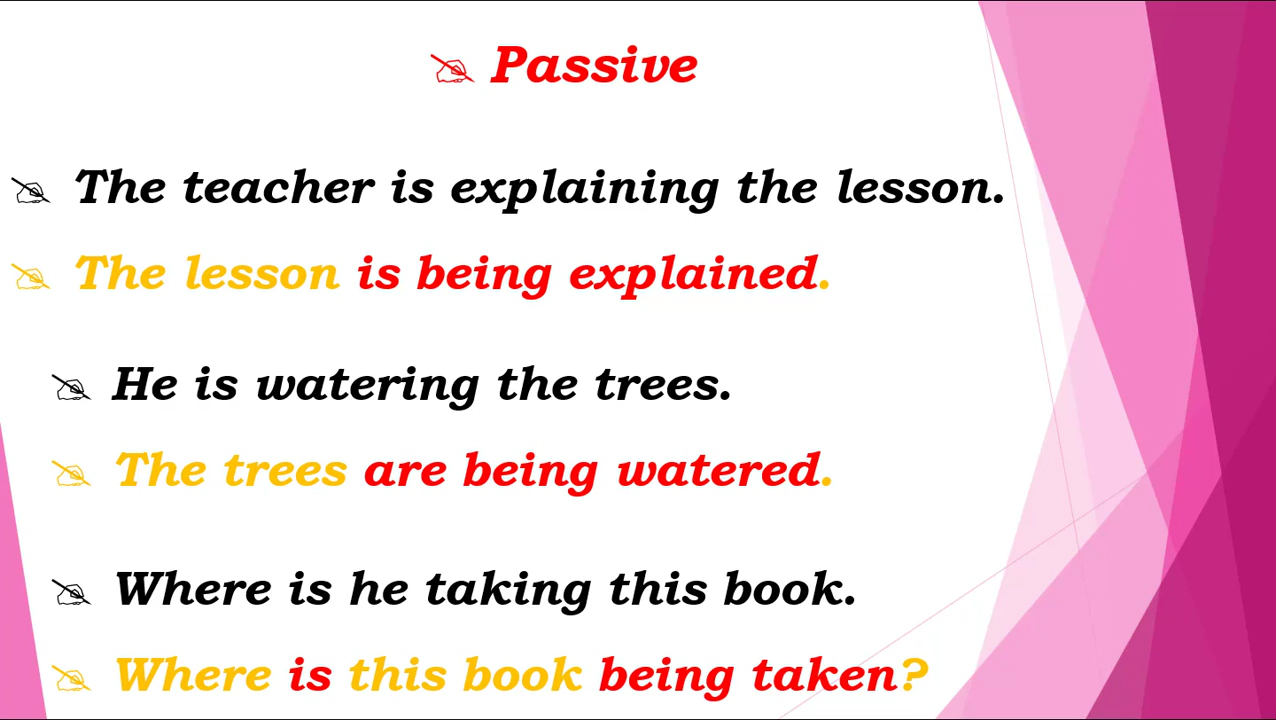 Passive
The teacher is explaining the lesson.
The lesson is being explained.
He is watering the trees.
The trees are being watered.
Where is he taking this book.
Where is this book being taken?